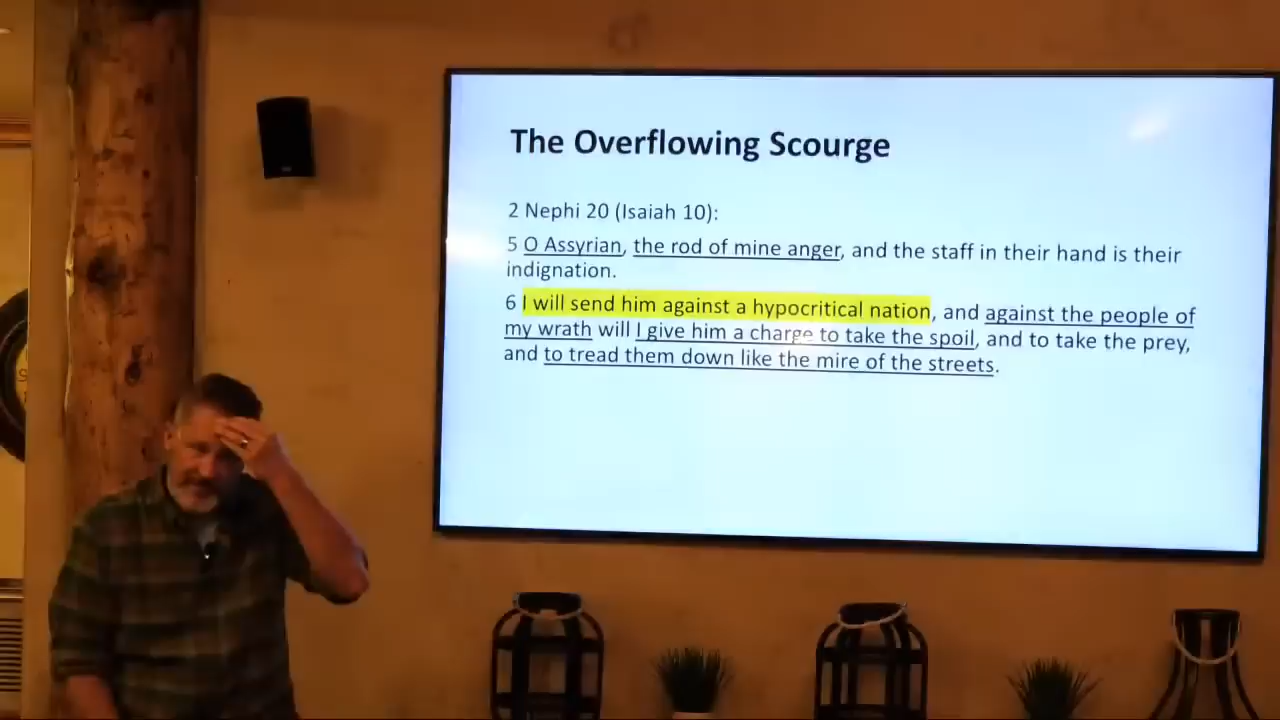 The Overflowing Scourge
2 Nephi 20 (Isaiah 10):
5 O Assyrian, the rod of mine anger, and the staff in their hand is their
indignation.
6 I will send him against a hypocritical nation, and against the people of
my wrath will I give him a charge to take the spoil, and to take the prey,
and to tread them down like the mire of the streets.